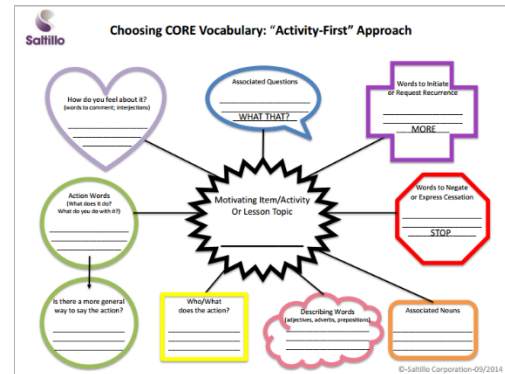 Saltillo
Choosing CORE Vocabulary: "Activity-First" Approach
How do you feel about it?
(words to comment; interjections)
Associated Questions
WHAT THAT?
Words to Initiate
or Request Recurrence
MORE
Action Words
(What does it do?
What do you do with it?)
Motivating Item/Activity
Or Lesson Topic
Words to Negate
or Express Cessation
STOP
Is there a more general
way to say the action?
Who/What
does the action?
Describing Words
(adjectives, adverbs, prepositions)
Associated Nouns
©-Saltillo Corporation-09/2014